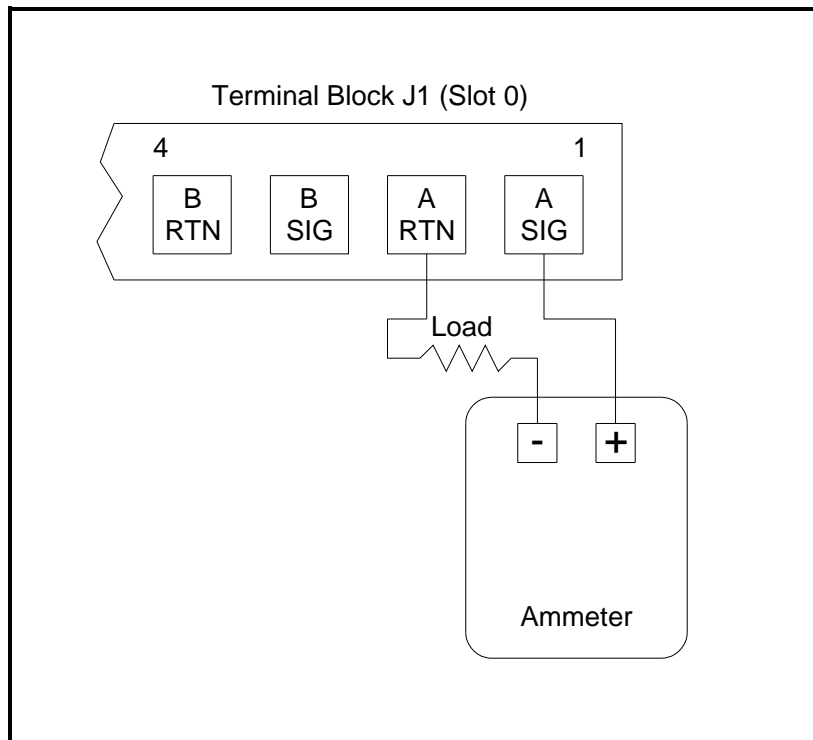 Terminal Block J1 (Slot 0)
4
1
B
RTN
B
SIG
A
RTN
A
SIG
Load
-
+
Ammeter